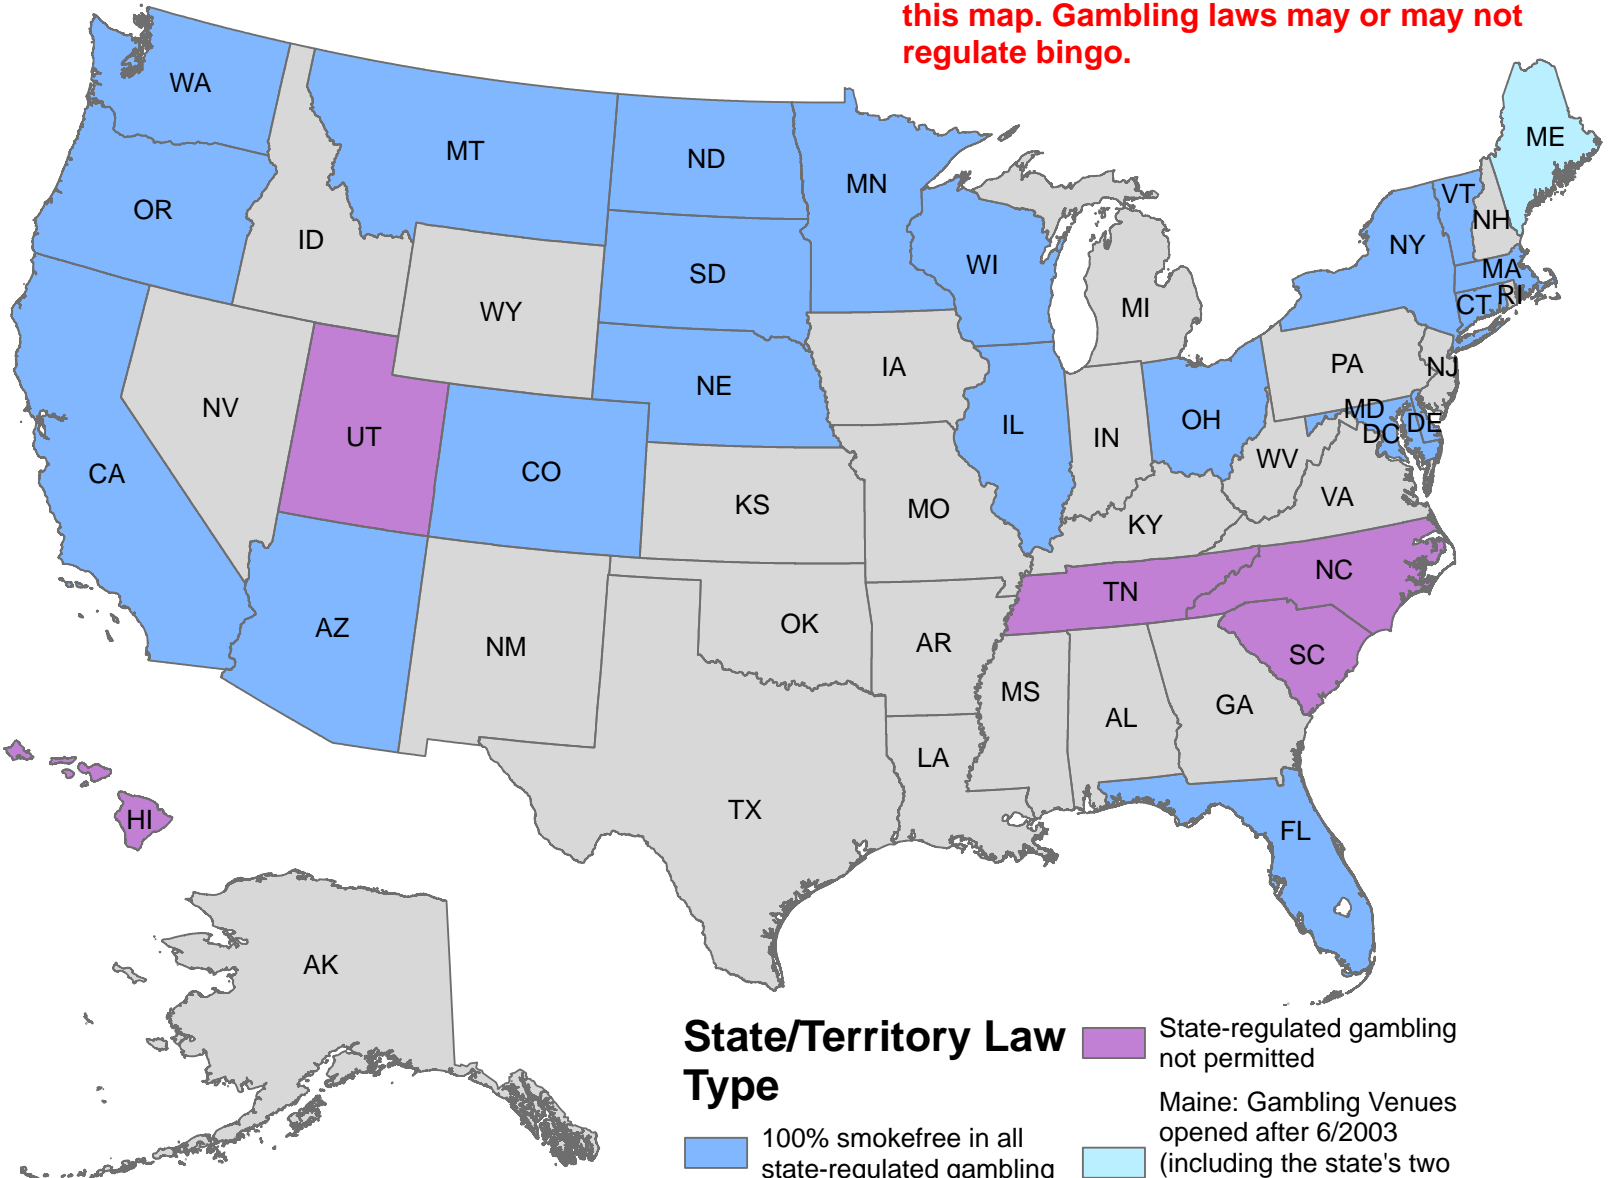 this map. Gambling laws may or may not
regulate bingo.
WA
MT
ND
MN
ME
OR
ID
VT
NH
NY
WI
SD
MA
WY
MI
CT
RI
IA
PA
NJ
NE
NV
UT
IL
IN
OH
MD
DE
DC
CA
CO
WV
KS
MO
VA
KY
NC
TN
AZ
OK
NM
AR
SC
MS
AL
GA
LA
TX
HI
FL
AK
State/Territory Law
Type
100% smokefree in all
state-regulated gambling
State-regulated gambling
not permitted
Maine: Gambling Venues
opened after 6/2003
(including the state's two